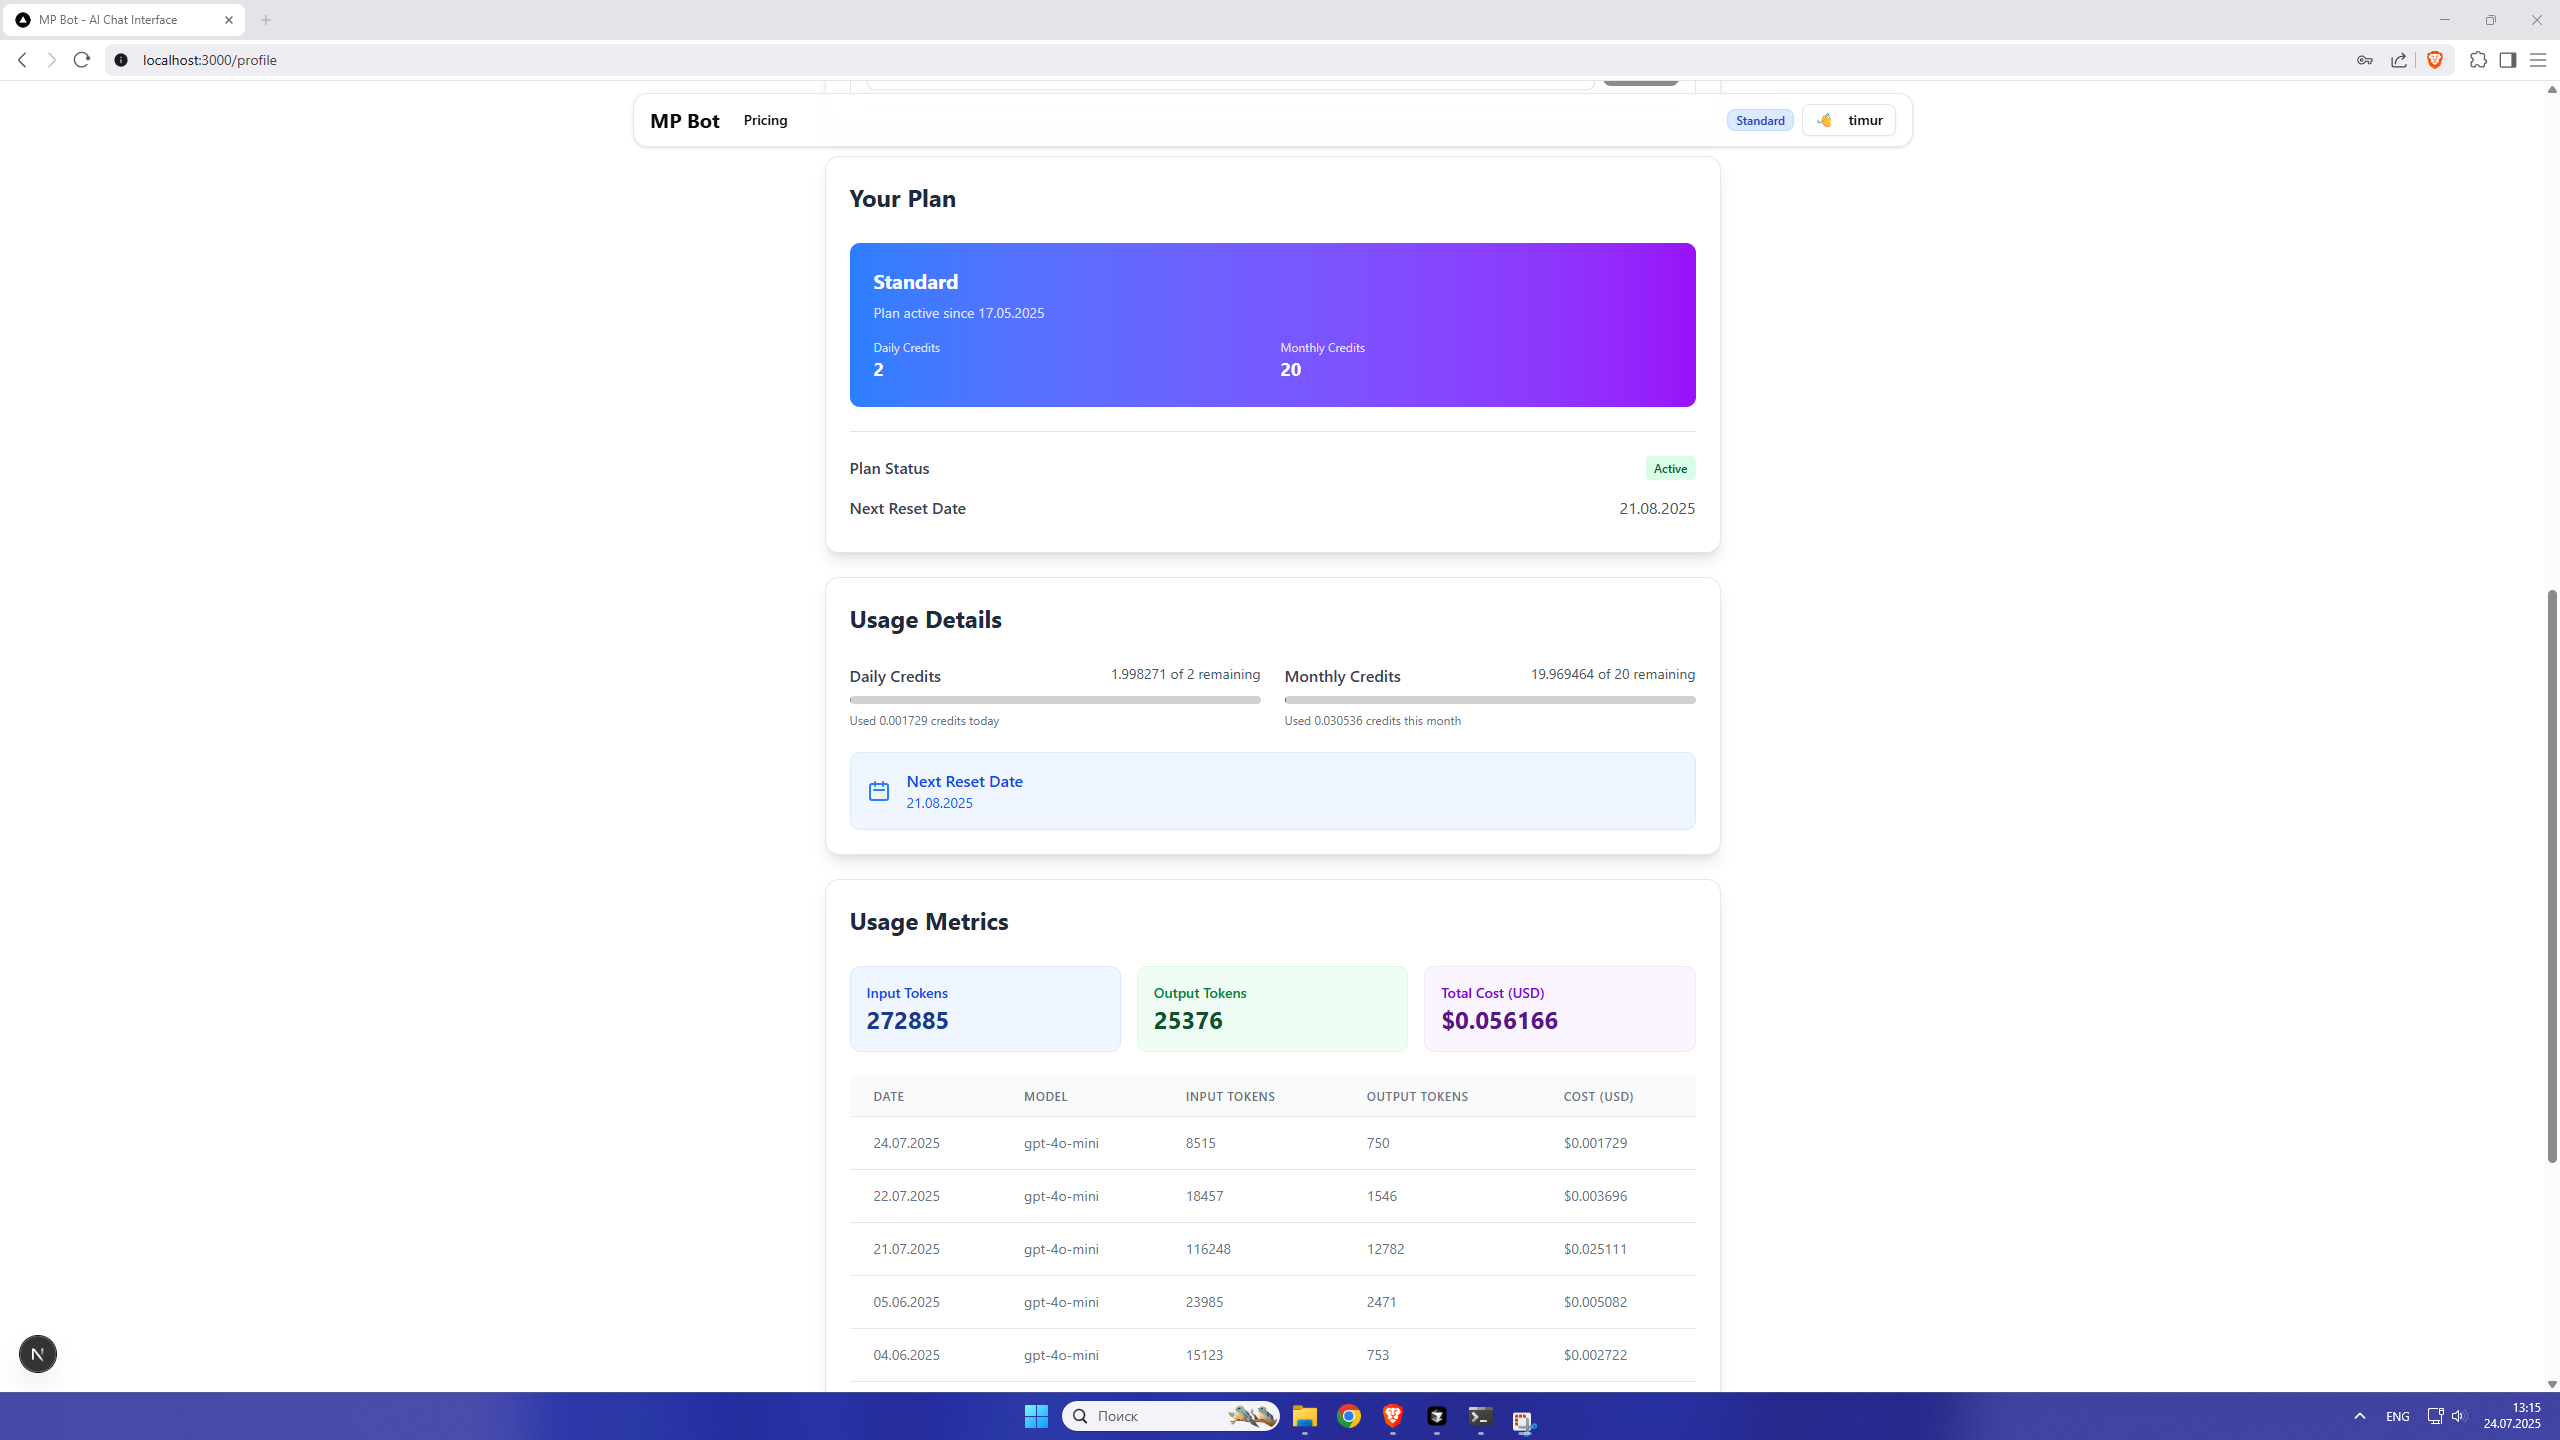 MP Bot - AI Chat Interface
localhost:3000/profile
MP Bot Pricing Standard timur
Your Plan
Standard
Plan active since 17.05.2025
Daily Credits Monthly Credits
2 20
Plan Status Active
Next Reset Date 21.08.2025
Usage Details
Daily Credits 1.998271 of 2 remaining Monthly Credits 19.969464 of 20 remaining
Used 0.001729 credits today Used 0.030536 credits this month
Next Reset Date
21.08.2025
Usage Metrics
Input Tokens Output Tokens Total Cost (USD)
272885 25376 $0.056166
DATE MODEL INPUT TOKENS OUTPUT TOKENS COST (USD)
24.07.2025 gpt-4o-mini 8515 750 $0.001729
22.07.2025 gpt-4o-mini 18457 1546 $0.003696
21.07.2025 gpt-4o-mini 116248 12782 $0.025111
05.06.2025 gpt-4o-mini 23985 2471 $0.005082
04.06.2025 gpt-4o-mini 15123 753 $0.002722
N
Поиск ENG 13:15
24.07.2025